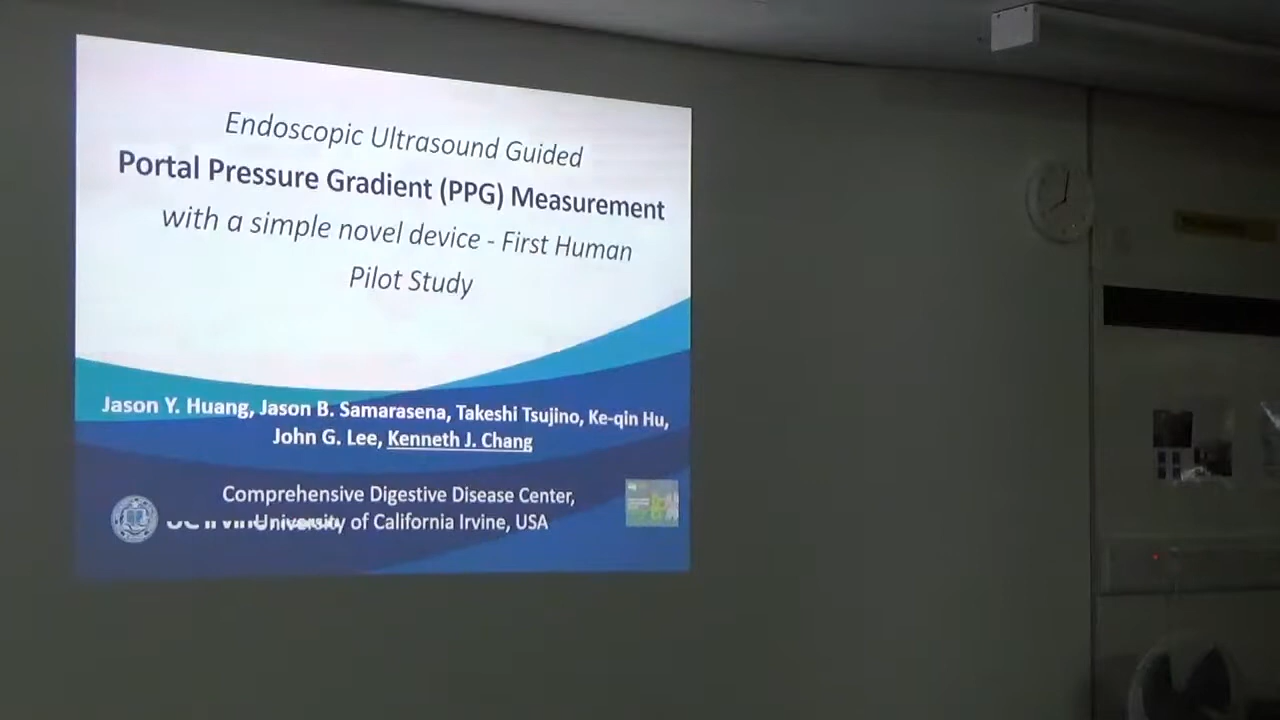 Endoscopic Ultrasound Guided
Portal Pressure Gradient (PPG) Measurement
with a simple novel device - First Human
Pilot Study
Jason Y. Huang, Jason B. Samarasena, Takeshi Tsujino, Ke-qin Hu,
John G. Lee, Kenneth J. Chang
Comprehensive Digestive Disease Center,
University of California Irvine, USA